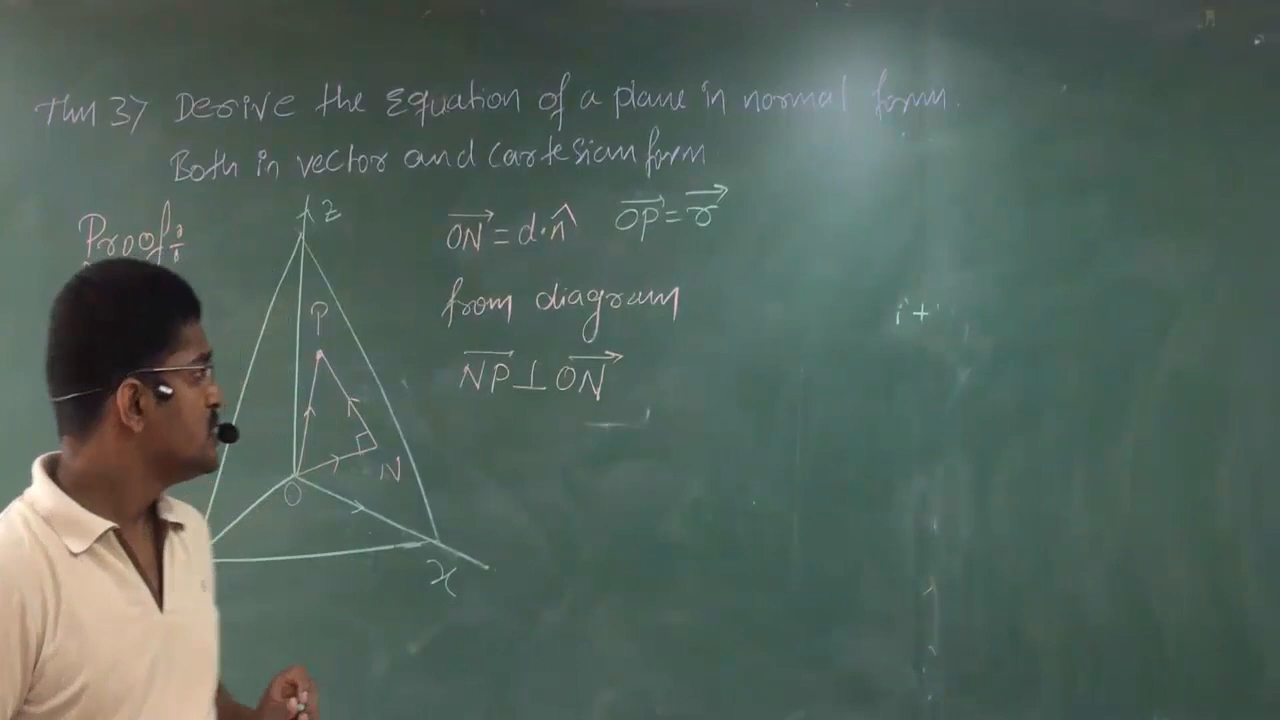 Thm 3> Derive the Equation of a plane in normal form.
Both in vector and Cartesian form
Proof:
z
P
N
O
x
ON = d.n̂ OP = r
from diagram
NP ⊥ ON
i +